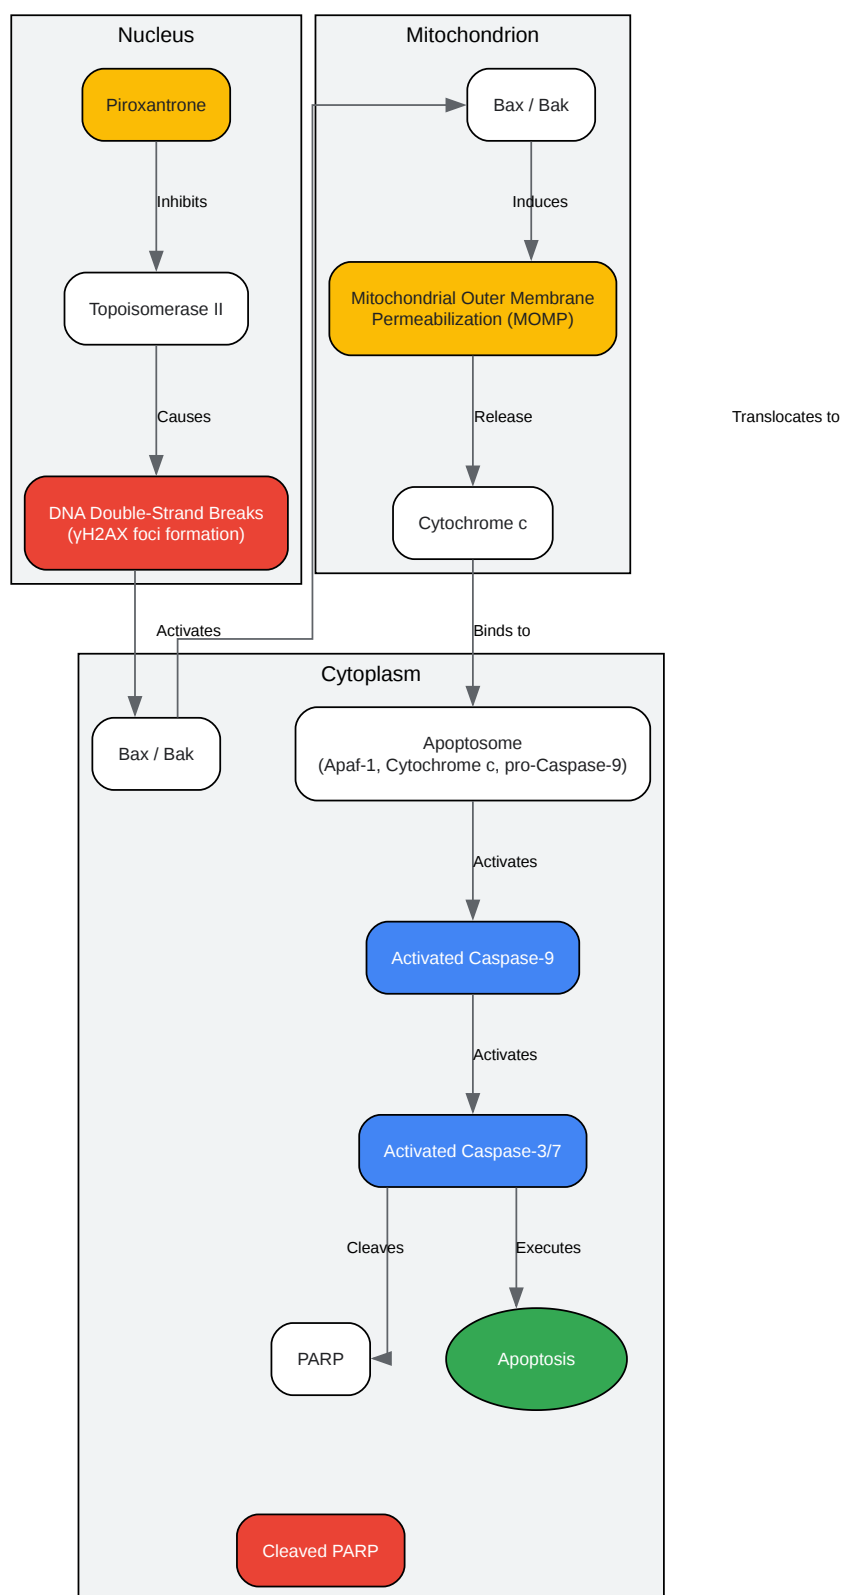 Nucleus
Piroxantrone
Inhibits
Topoisomerase II
Causes
DNA Double-Strand Breaks
(γH2AX foci formation)
Activates
Mitochondrion
Bax / Bak
Induces
Mitochondrial Outer Membrane
Permeabilization (MOMP)
Release
Cytochrome c
Binds to
Translocates to
Cytoplasm
Bax / Bak
Apoptosome
(Apaf-1, Cytochrome c, pro-Caspase-9)
Activates
Activated Caspase-9
Activates
Activated Caspase-3/7
Cleaves
Executes
PARP
Apoptosis
Cleaved PARP